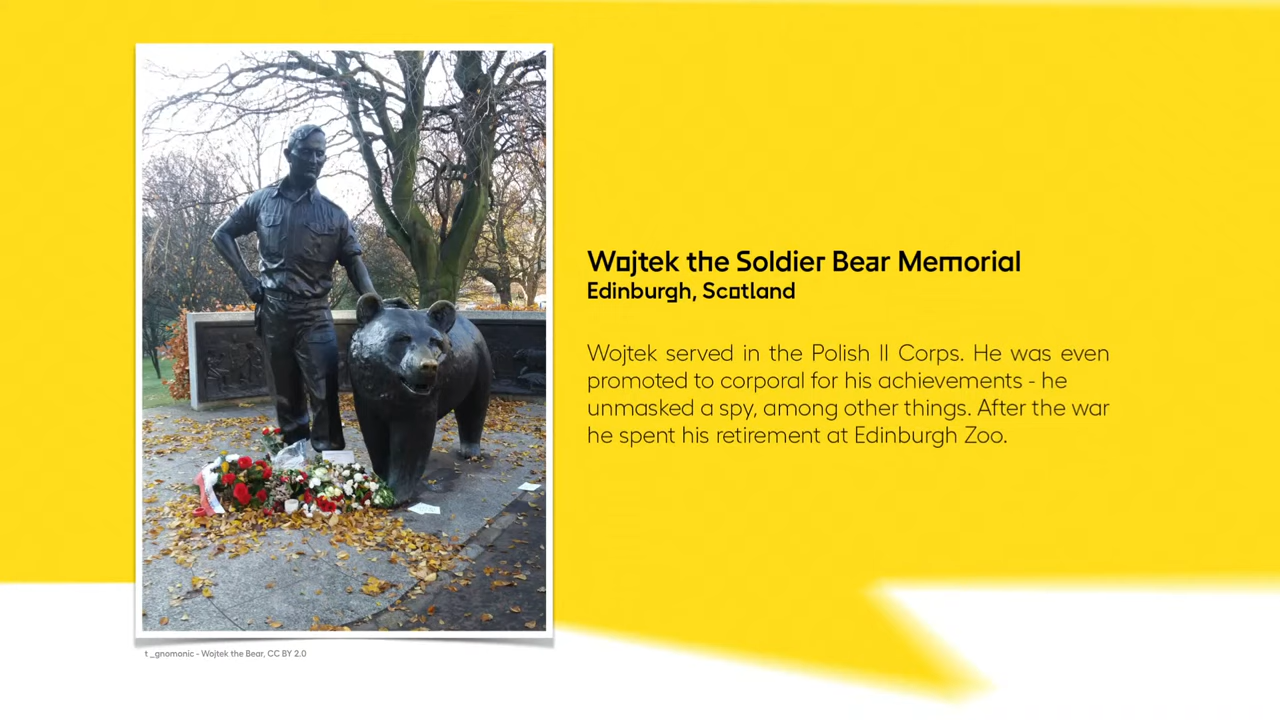 Wojtek the Soldier Bear Memorial
Edinburgh, Scotland
Wojtek served in the Polish II Corps. He was even
promoted to corporal for his achievements - he
unmasked a spy, among other things. After the war
he spent his retirement at Edinburgh Zoo.
t_gnomonic - Wojtek the Bear, CC BY 2.0